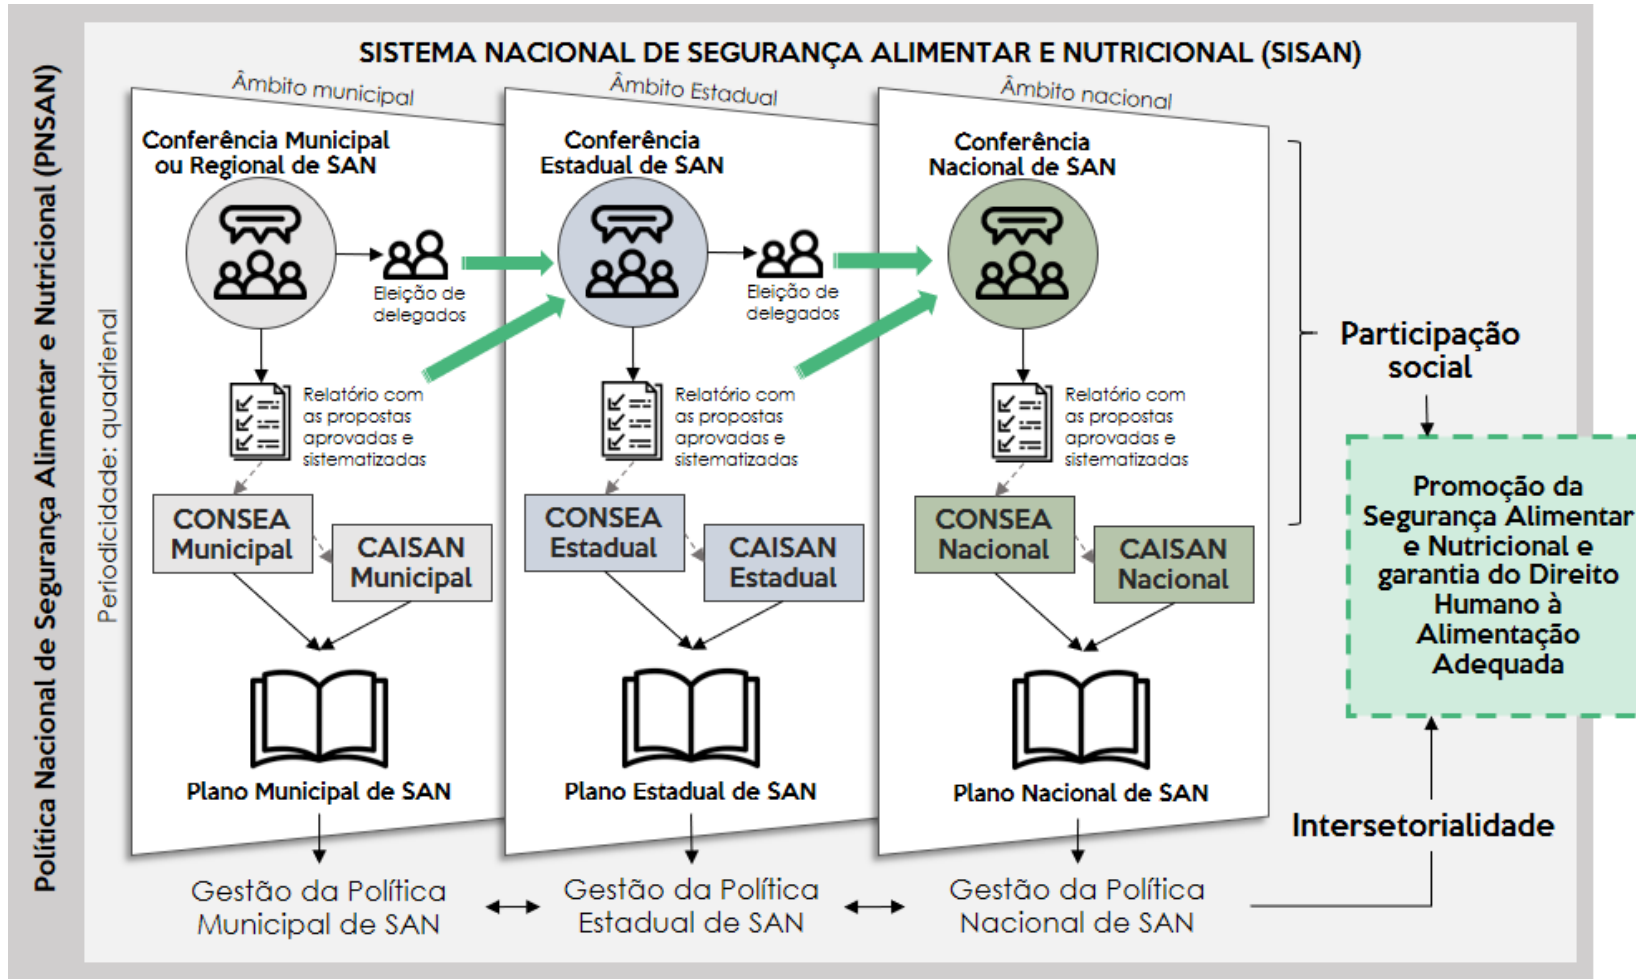 SISTEMA NACIONAL DE SEGURANÇA ALIMENTAR E NUTRICIONAL (SISAN)
Política Nacional de Segurança Alimentar e Nutricional (PNSAN)
Periodicidade: quadrienal
Âmbito municipal
Conferência Municipal
ou Regional de SAN
Eleição de
delegados
Relatório com
as propostas
aprovadas e
sistematizadas
CONSEA
Municipal
CAISAN
Municipal
Plano Municipal de SAN
Gestão da Política
Municipal de SAN
Âmbito Estadual
Conferência
Estadual de SAN
Eleição de
delegados
Relatório com
as propostas
aprovadas e
sistematizadas
CONSEA
Estadual
CAISAN
Estadual
Plano Estadual de SAN
Gestão da Política
Estadual de SAN
Âmbito nacional
Conferência
Nacional de SAN
Relatório com
as propostas
aprovadas e
sistematizadas
CONSEA
Nacional
CAISAN
Nacional
Plano Nacional de SAN
Gestão da Política
Nacional de SAN
Participação
social
Promoção da
Segurança Alimentar
e Nutricional e
garantia do Direito
Humano à
Alimentação
Adequada
Intersetorialidade